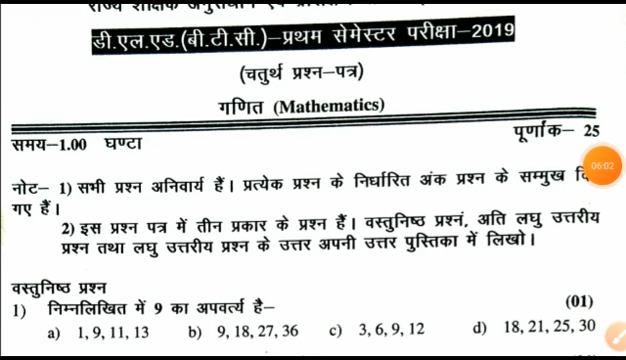 डी.एल.एड.(बी.टी.सी.)–प्रथम सेमेस्टर परीक्षा–2019
(चतुर्थ प्रश्न–पत्र)
गणित (Mathematics)
समय–1.00 घण्टा पूर्णांक– 25
06:02
नोट– 1) सभी प्रश्न अनिवार्य हैं। प्रत्येक प्रश्न के निर्धारित अंक प्रश्न के सम्मुख
गए हैं।
2) इस प्रश्न पत्र में तीन प्रकार के प्रश्न हैं। वस्तुनिष्ठ प्रश्नं, अति लघु उत्तरीय
प्रश्न तथा लघु उत्तरीय प्रश्न के उत्तर अपनी उत्तर पुस्तिका में लिखो।
वस्तुनिष्ठ प्रश्न
1) निम्नलिखित में 9 का अपवर्त्य है– (01)
a) 1, 9, 11, 13 b) 9, 18, 27, 36 c) 3, 6, 9, 12 d) 18, 21, 25, 30